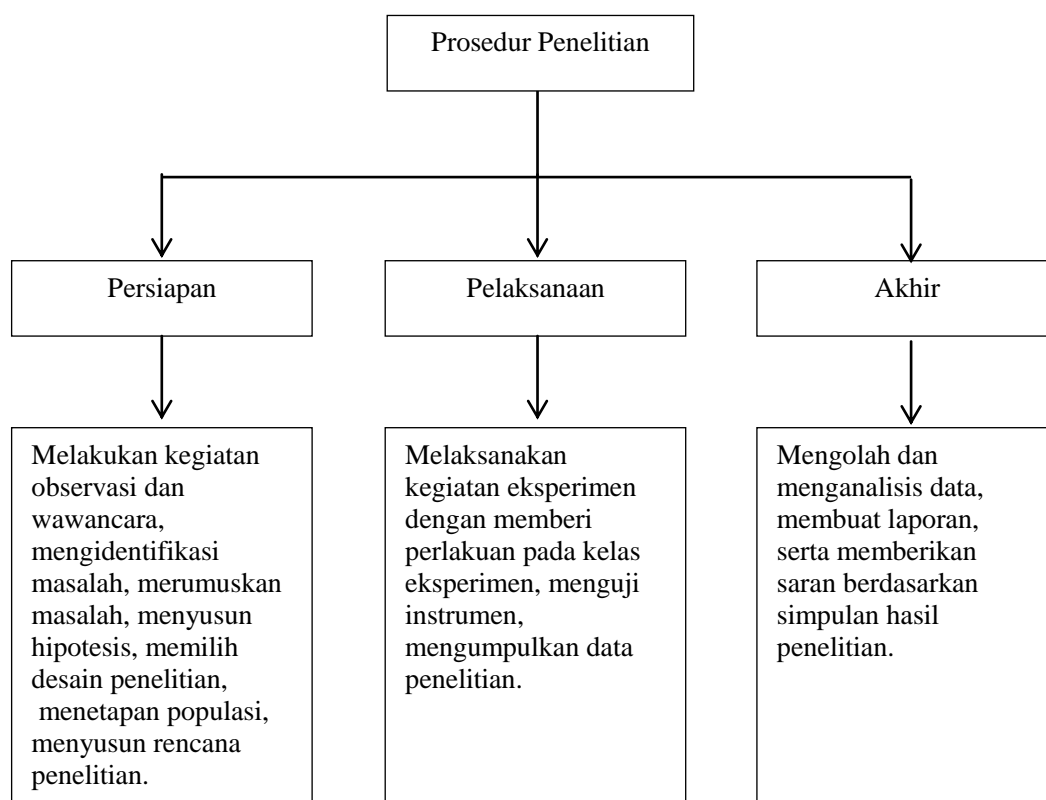 Prosedur Penelitian
Persiapan
Pelaksanaan
Akhir
Melakukan kegiatan
observasi dan
wawancara,
mengidentifikasi
masalah, merumuskan
masalah, menyusun
hipotesis, memilih
desain penelitian,
menetapan populasi,
menyusun rencana
penelitian.
Melaksanakan
kegiatan eksperimen
dengan memberi
perlakuan pada kelas
eksperimen, menguji
instrumen,
mengumpulkan data
penelitian.
Mengolah dan
menganalisis data,
membuat laporan,
serta memberikan
saran berdasarkan
simpulan hasil
penelitian.